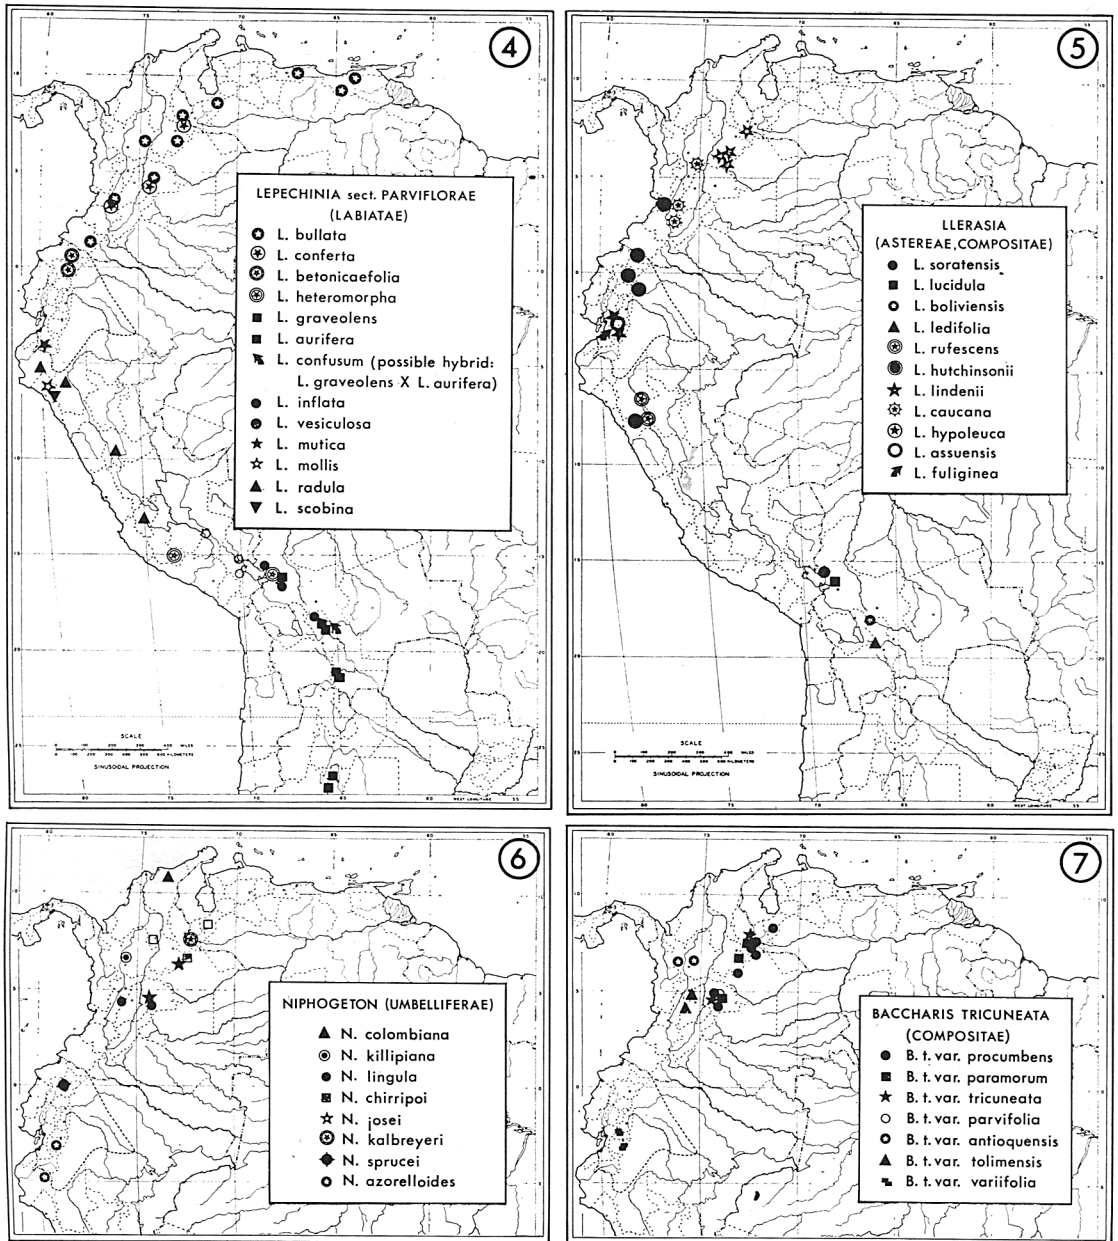 4
LEPECHINIA sect. PARVIFLORAE
(LABIATAE)
L. bullata
L. conferta
L. betonicaefolia
L. heteromorpha
L. graveolens
L. aurifera
L. confusum (possible hybrid:
L. graveolens X L. aurifera)
L. inflata
L. vesiculosa
L. mutica
L. mollis
L. radula
L. scobina
SCALE
SINUSOIDAL PROJECTION
5
LLERASIA
(ASTEREAE, COMPOSITAE)
L. soratensis
L. lucidula
L. boliviensis
L. ledifolia
L. rufescens
L. hutchinsonii
L. lindenii
L. caucana
L. hypoleuca
L. assuensis
L. fuliginea
SCALE
SINUSOIDAL PROJECTION
6
NIPHOGETON (UMBELLIFERAE)
N. colombiana
N. killipiana
N. lingula
N. chirripoi
N. josei
N. kalbreyeri
N. sprucei
N. azorelloides
7
BACCHARIS TRICUNEATA
(COMPOSITAE)
B. t. var. procumbens
B. t. var. paramorum
B. t. var. tricuneata
B. t. var. parvifolia
B. t. var. antioquensis
B. t. var. tolimensis
B. t. var. variifolia